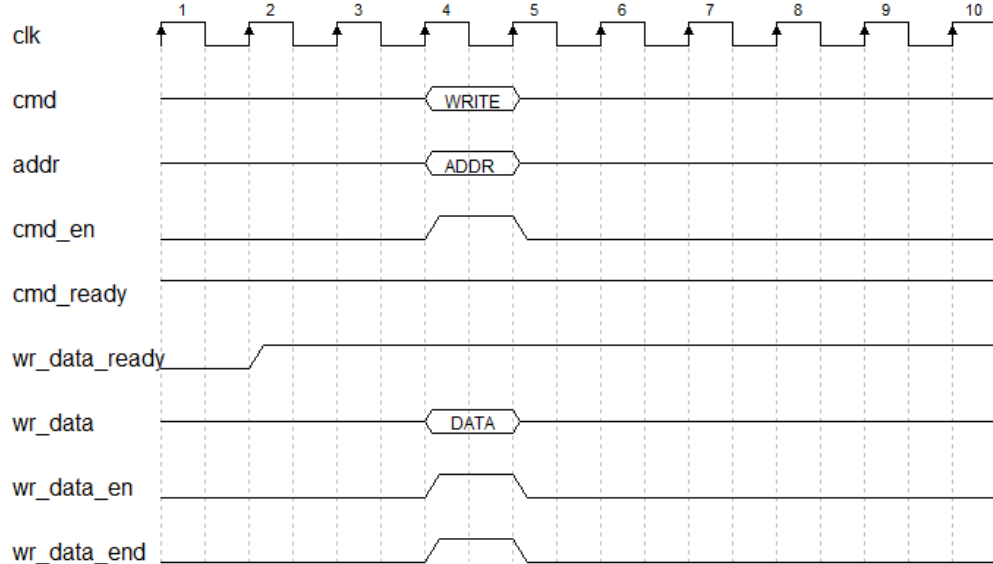 1 2 3 4 5 6 7 8 9 10
clk
cmd WRITE
addr ADDR
cmd_en
cmd_ready
wr_data_ready
wr_data DATA
wr_data_en
wr_data_end